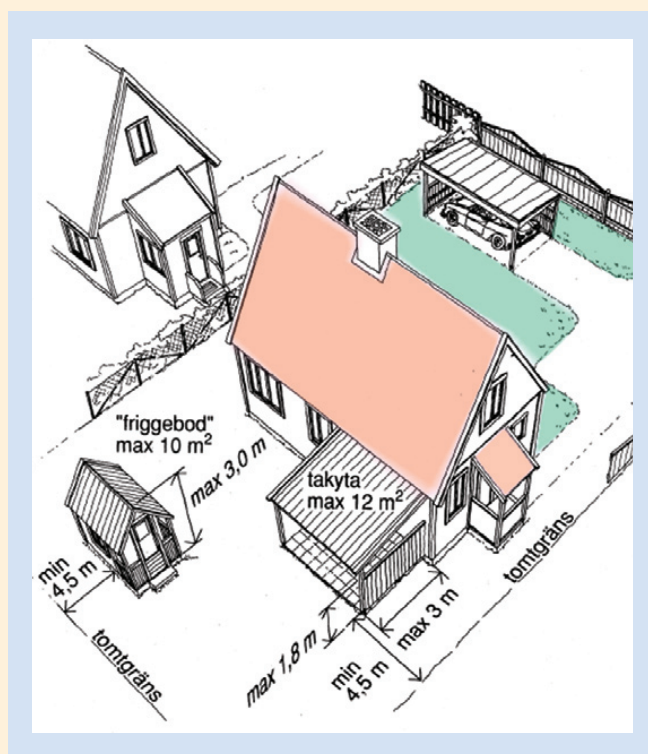 "friggebod"
max 10 m²
max 3,0 m
takyta
max 12 m²
min
4,5 m
tomtgräns
max 1,8 m
max 3 m
min
4,5 m
tomtgräns